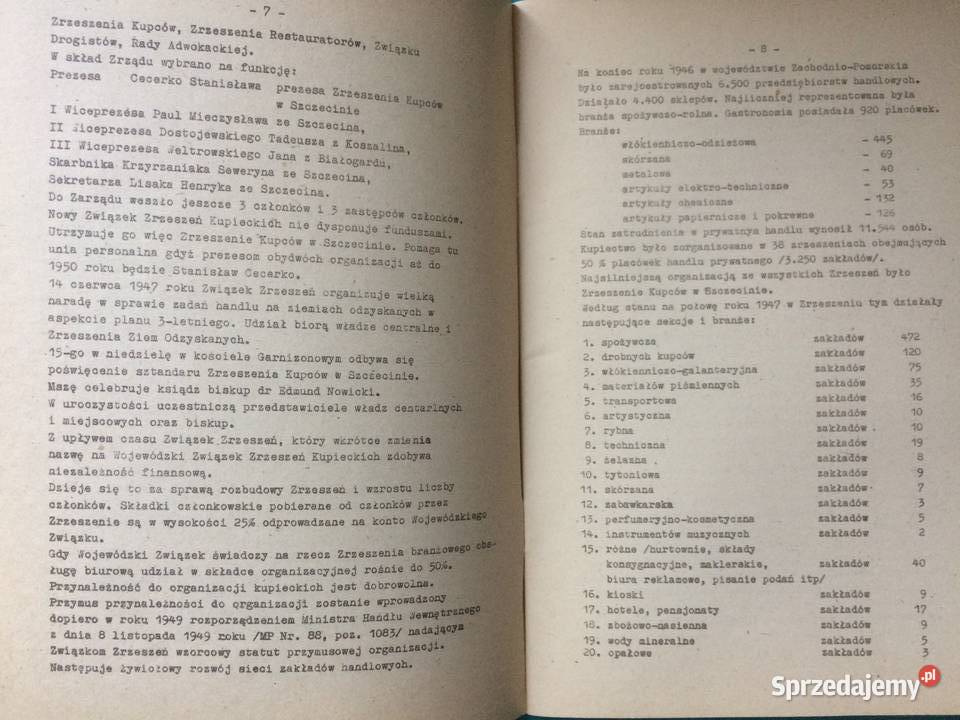 - 7 -
Zrzeszenia Kupców, Zrzeszenia Restauratorów, Związku
Drogistów, Rady Adwokackiej.
W skład Zrządu wybrano na funkcję:
Prezesa Cecerko Stanisława prezesa Zrzeszenia Kupców
w Szczecinie
I Wiceprezesa Paul Mieczysława ze Szczecina,
II Wiceprezesa Dostojewskiego Tadeusza z Koszalina,
III Wiceprezesa Weltrowskiego Jana z Białogardu,
Skarbnika Krzyrzaniaka Seweryna ze Szczecina,
Sekretarza Lisaka Henryka ze Szczecina.
Do Zarządu weszło jeszcze 3 członków i 3 zastępców członków.
Nowy Związek Zrzeszeń Kupieckidh nie dysponuje funduszami.
Utrzymuje go więc Zrzeszenie Kupców w Szczecinie. Pomaga tu
unia personalna gdyż prezesem obydwóch organizacji aż do
1950 roku będzie Stanisław Cecerko.
14 czerwca 1947 roku Związek Zrzeszeń organizuje wielką
naradę w sprawie zadań handlu na ziemiach odzyskanych w
aspekcie planu 3-letniego. Udział biorą władze centralne i
Zrzeszenia Ziem Odzyskanych.
15-go w niedzielę w kościele Garnizonowym odbywa się
poświęcenie sztandaru Zrzeszenia Kupców w Szczecinie.
Mszę celebruje ksiądz biskup dr Edmund Nowicki.
W uroczystości uczestniczą przedstawiciele władz centarlnych
i miejscowych oraz biskup.
Z upływem czasu Związek Zrzeszeń, który wkrótce zmienia
nazwę na Wojewódzki Związek Zrzeszeń Kupieckich zdobywa
niezależność finansową.
Dzieje się to za sprawą rozbudowy Zrzeszeń i wzrostu liczby
członków. Składki członkowskie pobierane od członków przez
Zrzeszenie są w wysokości 25% odprowadzane na konto Wojewódzkiego
Związku.
Gdy Wojewódzki Związek świadozy na rzecz Zrzeszenia branżowego obs-
ługę biurową udział w składce organizacyjnej rośnie do 50%.
Przynależność do organizacji kupieckich jest dobrowolna.
Przymus przynależności do organizacji zostanie wprowadzony
dopiero w roku 1949 rozporządzeniem Ministra Handlu Wewnętrznego
z dnia 8 listopada 1949 roku /MP Nr. 88, poz. 1083/ nadającym
Związkom Zrzeszeń wzorcowy statut przymusowej organizacji.
Następuje żywiołowy rozwój sieci zakładów handlowych.
- 8 -
Na koniec roku 1946 w województwie Zachodnio-Pomorskim
było zarejoestrowanych 6.500 przedsiębiorstw handlowych.
Działało 4.400 sklepów. Najliczniej reprezentowana była
branża spożywczo-rolna. Gastronomia posiadała 920 placówek.
Branże:
włókienniczo-odzieżowa - 445
skórzana - 69
metalowa - 40
artykuły elektro-techniczne - 53
artykuły chemiczne - 132
artykuły papiernicze i pokrewne - 126
Stan zatrudnienia w prywatnym handlu wynosił 11.544 osób.
Kupiectwo było zorganizowane w 38 zrzeszeniach obejmujących
50 % placówek handlu prywatnego /3.250 zakładów/.
Najsilniejszą organizacją ze wszystkich Zrzeszeń było
Zrzeszenie Kupców w Szczecinie.
Według stanu na połowę roku 1947 w Zrzeszeniu tym działały
następujące sekcje i branże:
1. spożywcza zakładów 472
2. drobnych kupców zakładów 120
3. włókienniczo-galanteryjna zakładów 75
4. materiałów piśmiennych zakładów 35
5. transportowa zakładów 16
6. artystyczna zakładów 10
7. rybna zakładów 10
8. techniczna zakładów 19
9. żelazna zakładów 8
10. tytoniowa zakładów 9
11. skórzana zakładów 7
12. zabawkarska zakładów 3
13. perfumeryjno-kosmetyczna zakładów 5
14. instrumentów muzycznych zakładów 2
15. różne /hurtownie, składy
konsygnacyjne, maklerskie, zakładów 40
biura reklamowe, pisanie podań itp/
16. kioski zakładów 9
17. hotele, pensjonaty zakładów 17
18. zbożowo-nasienna zakładów 9
19. wody mineralne zakładów 5
20. opałowe zakładów 3
Sprzedajemy.pl